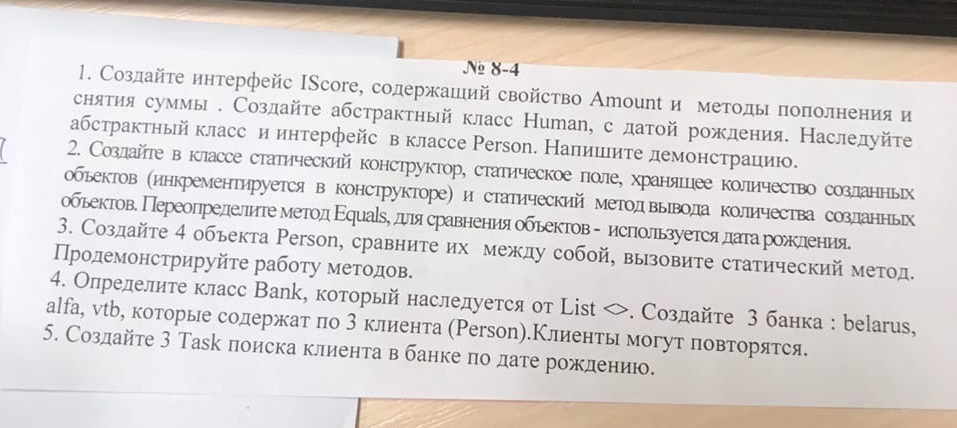 № 8-4
1. Создайте интерфейс IScore, содержащий свойство Amount и методы пополнения и
снятия суммы . Создайте абстрактный класс Human, с датой рождения. Наследуйте
абстрактный класс и интерфейс в классе Person. Напишите демонстрацию.
2. Создайте в классе статический конструктор, статическое поле, хранящее количество созданных
объектов (инкрементируется в конструкторе) и статический метод вывода количества созданных
объектов. Переопределите метод Equals, для сравнения объектов - используется дата рождения.
3. Создайте 4 объекта Person, сравните их между собой, вызовите статический метод.
Продемонстрируйте работу методов.
4. Определите класс Bank, который наследуется от List <>. Создайте 3 банка : belarus,
alfa, vtb, которые содержат по 3 клиента (Person).Клиенты могут повторятся.
5. Создайте 3 Task поиска клиента в банке по дате рождению.